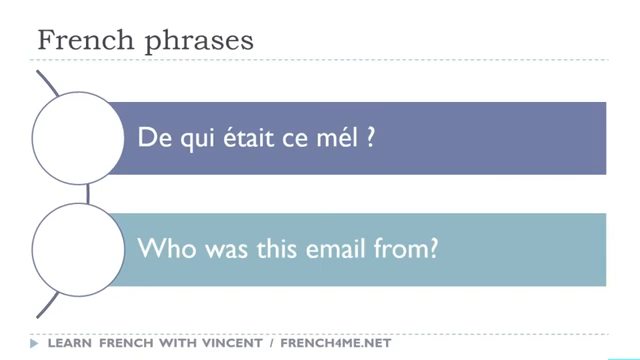 French phrases
De qui était ce mél ?
Who was this email from?
LEARN FRENCH WITH VINCENT / FRENCH4ME.NET